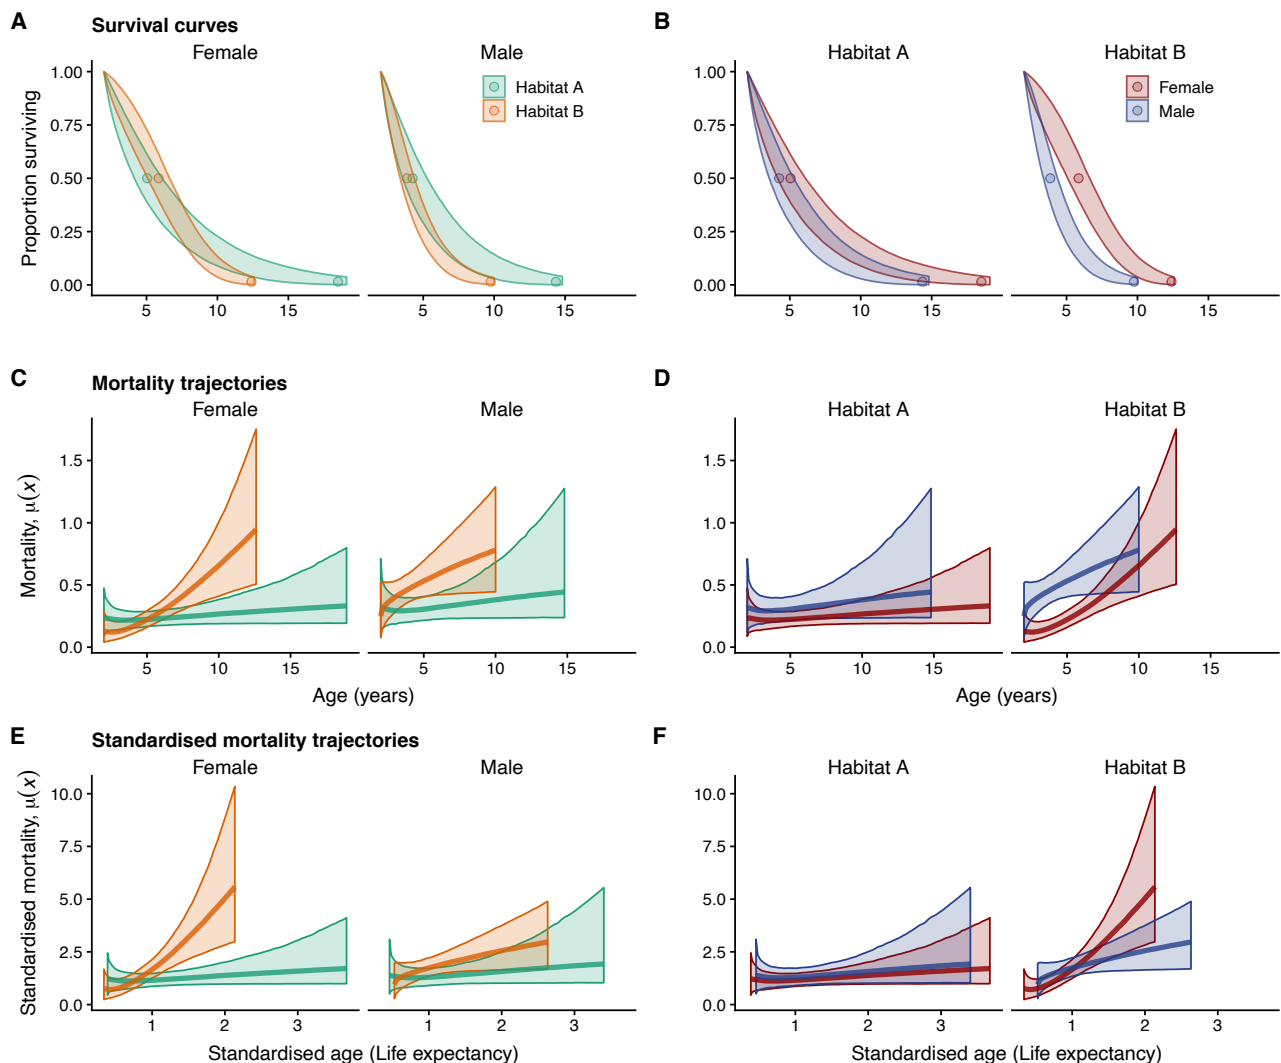 A
Survival curves
Female
Male
Proportion surviving
1.00
0.75
0.50
0.25
0.00
5
10
15
5
10
15
Habitat A
Habitat B
B
Habitat A
Habitat B
1.00
0.75
0.50
0.25
0.00
5
10
15
5
10
15
Female
Male
C
Mortality trajectories
Female
Male
Mortality, μ(x)
1.5
1.0
0.5
0.0
5
10
15
5
10
15
Age (years)
D
Habitat A
Habitat B
1.5
1.0
0.5
0.0
5
10
15
5
10
15
Age (years)
E
Standardised mortality trajectories
Female
Male
Standardised mortality, μ(x)
10.0
7.5
5.0
2.5
0.0
1
2
3
1
2
3
Standardised age (Life expectancy)
F
Habitat A
Habitat B
10.0
7.5
5.0
2.5
0.0
1
2
3
1
2
3
Standardised age (Life expectancy)